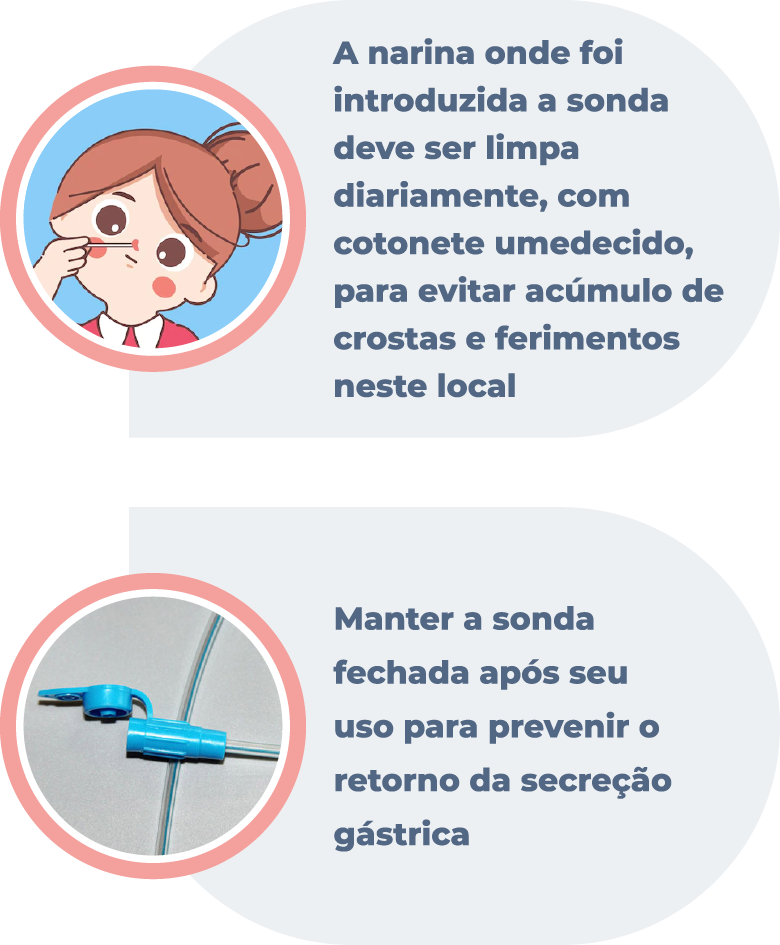 A narina onde foi
introduzida a sonda
deve ser limpa
diariamente, com
cotonete umedecido,
para evitar acúmulo de
crostas e ferimentos
neste local
Manter a sonda
fechada após seu
uso para prevenir o
retorno da secreção
gástrica